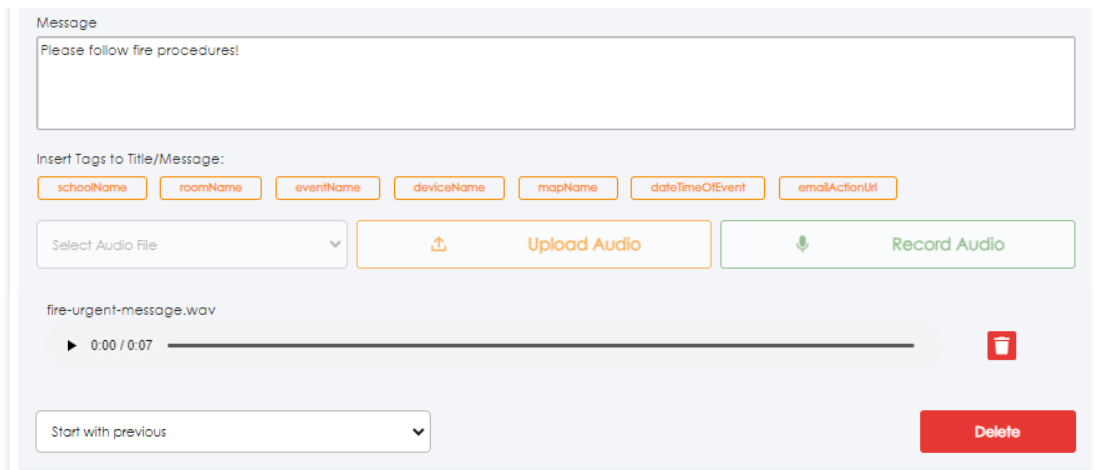 Message
Please follow fire procedures!
Insert Tags to Title/Message:
schoolName roomName eventName deviceName mapName dateTimeOfEvent emailActionUrl
Select Audio File Upload Audio Record Audio
fire-urgent-message.wav
0:00 / 0:07
Start with previous Delete